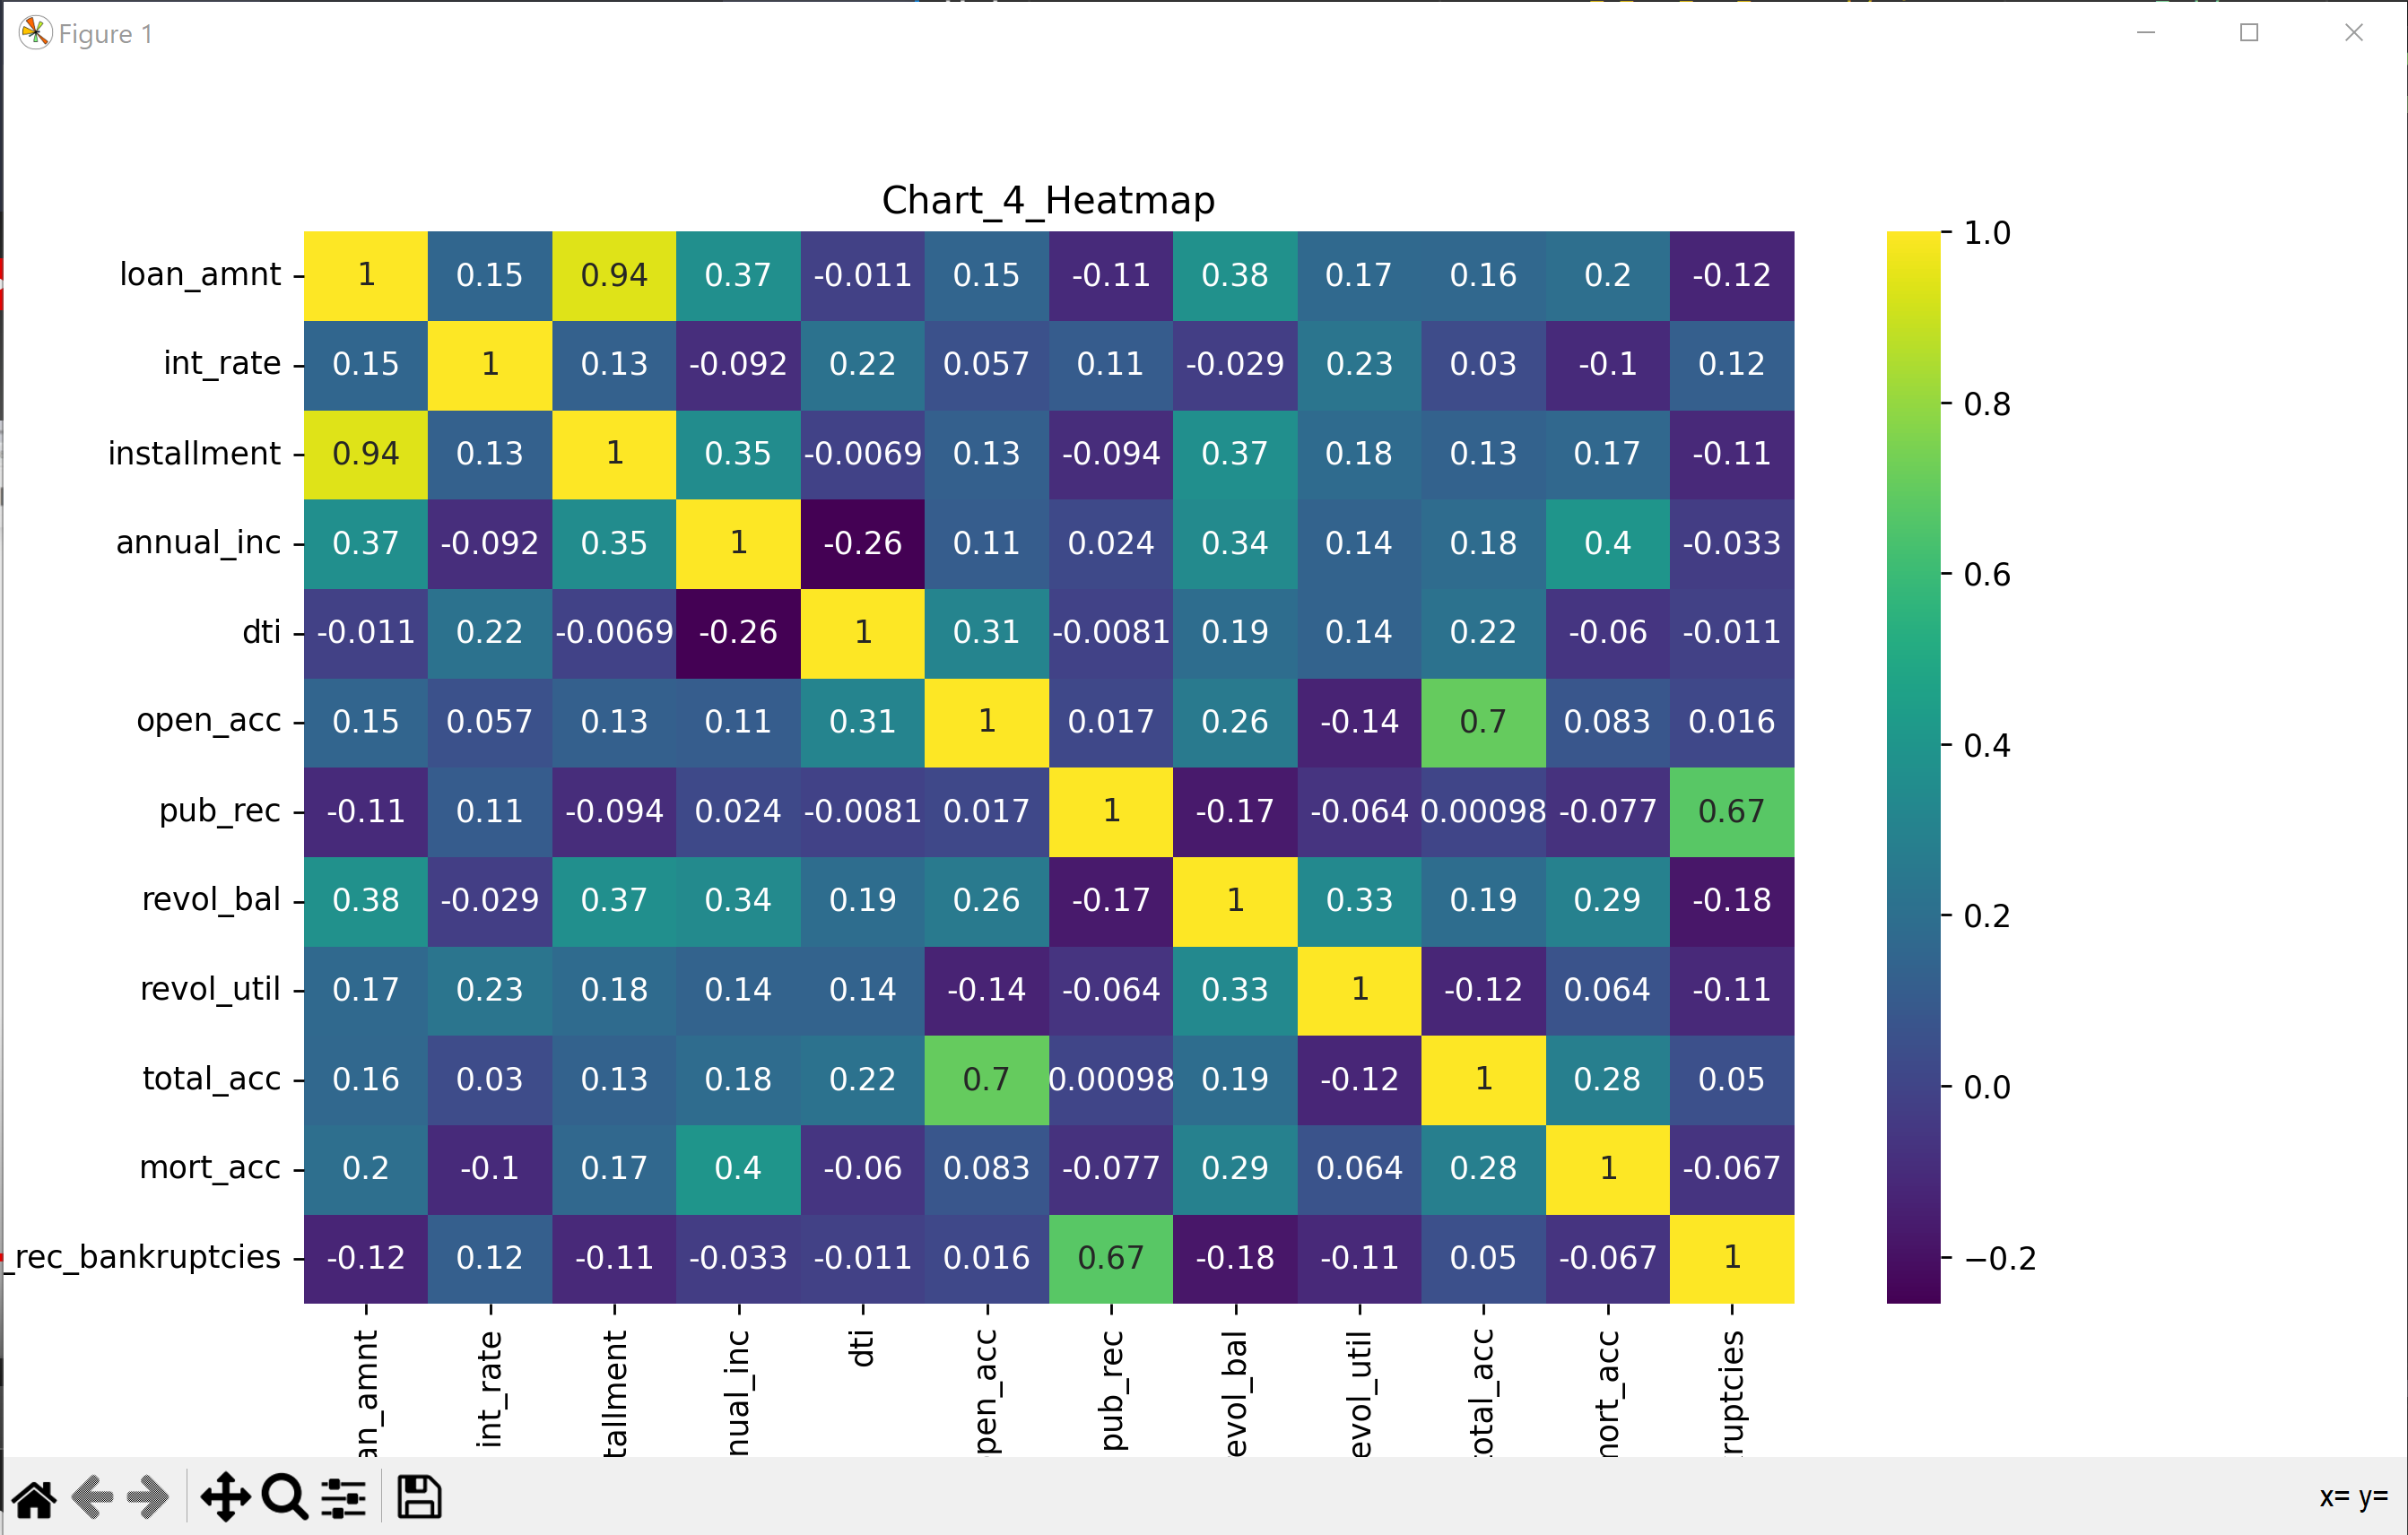 Figure 1
Chart_4_Heatmap
loan_amnt 1 0.15 0.94 0.37 -0.011 0.15 -0.11 0.38 0.17 0.16 0.2 -0.12
int_rate 0.15 1 0.13 -0.092 0.22 0.057 0.11 -0.029 0.23 0.03 -0.1 0.12
installment 0.94 0.13 1 0.35 -0.0069 0.13 -0.094 0.37 0.18 0.13 0.17 -0.11
annual_inc 0.37 -0.092 0.35 1 -0.26 0.11 0.024 0.34 0.14 0.18 0.4 -0.033
dti -0.011 0.22 -0.0069 -0.26 1 0.31 -0.0081 0.19 0.14 0.22 -0.06 -0.011
open_acc 0.15 0.057 0.13 0.11 0.31 1 0.017 0.26 -0.14 0.7 0.083 0.016
pub_rec -0.11 0.11 -0.094 0.024 -0.0081 0.017 1 -0.17 -0.064 0.00098 -0.077 0.67
revol_bal 0.38 -0.029 0.37 0.34 0.19 0.26 -0.17 1 0.33 0.19 0.29 -0.18
revol_util 0.17 0.23 0.18 0.14 0.14 -0.14 -0.064 0.33 1 -0.12 0.064 -0.11
total_acc 0.16 0.03 0.13 0.18 0.22 0.7 0.00098 0.19 -0.12 1 0.28 0.05
mort_acc 0.2 -0.1 0.17 0.4 -0.06 0.083 -0.077 0.29 0.064 0.28 1 -0.067
_rec_bankruptcies -0.12 0.12 -0.11 -0.033 -0.011 0.016 0.67 -0.18 -0.11 0.05 -0.067 1
an_amnt
int_rate
tallment
nual_inc
dti
pen_acc
pub_rec
evol_bal
evol_util
otal_acc
nort_acc
ruptcies
1.0
0.8
0.6
0.4
0.2
0.0
−0.2
x= y=